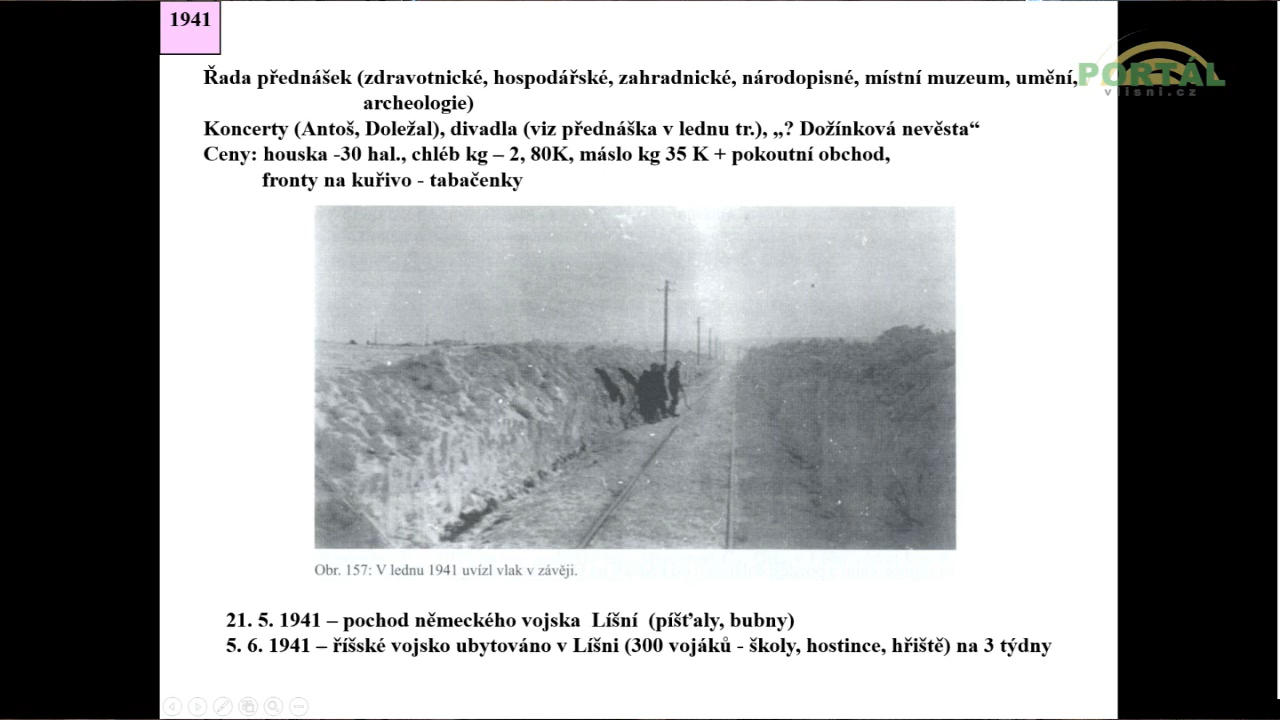 1941
PORTÁL
vlisni.cz
Řada přednášek (zdravotnické, hospodářské, zahradnické, národopisné, místní muzeum, umění,
archeologie)
Koncerty (Antoš, Doležal), divadla (viz přednáška v lednu tr.), „? Dožínková nevěsta“
Ceny: houska -30 hal., chléb kg – 2, 80K, máslo kg 35 K + pokoutní obchod,
fronty na kuřivo - tabačenky
Obr. 157: V lednu 1941 uvízl vlak v závěji.
21. 5. 1941 – pochod německého vojska Líšní (píšťaly, bubny)
5. 6. 1941 – říšské vojsko ubytováno v Líšni (300 vojáků - školy, hostince, hřiště) na 3 týdny